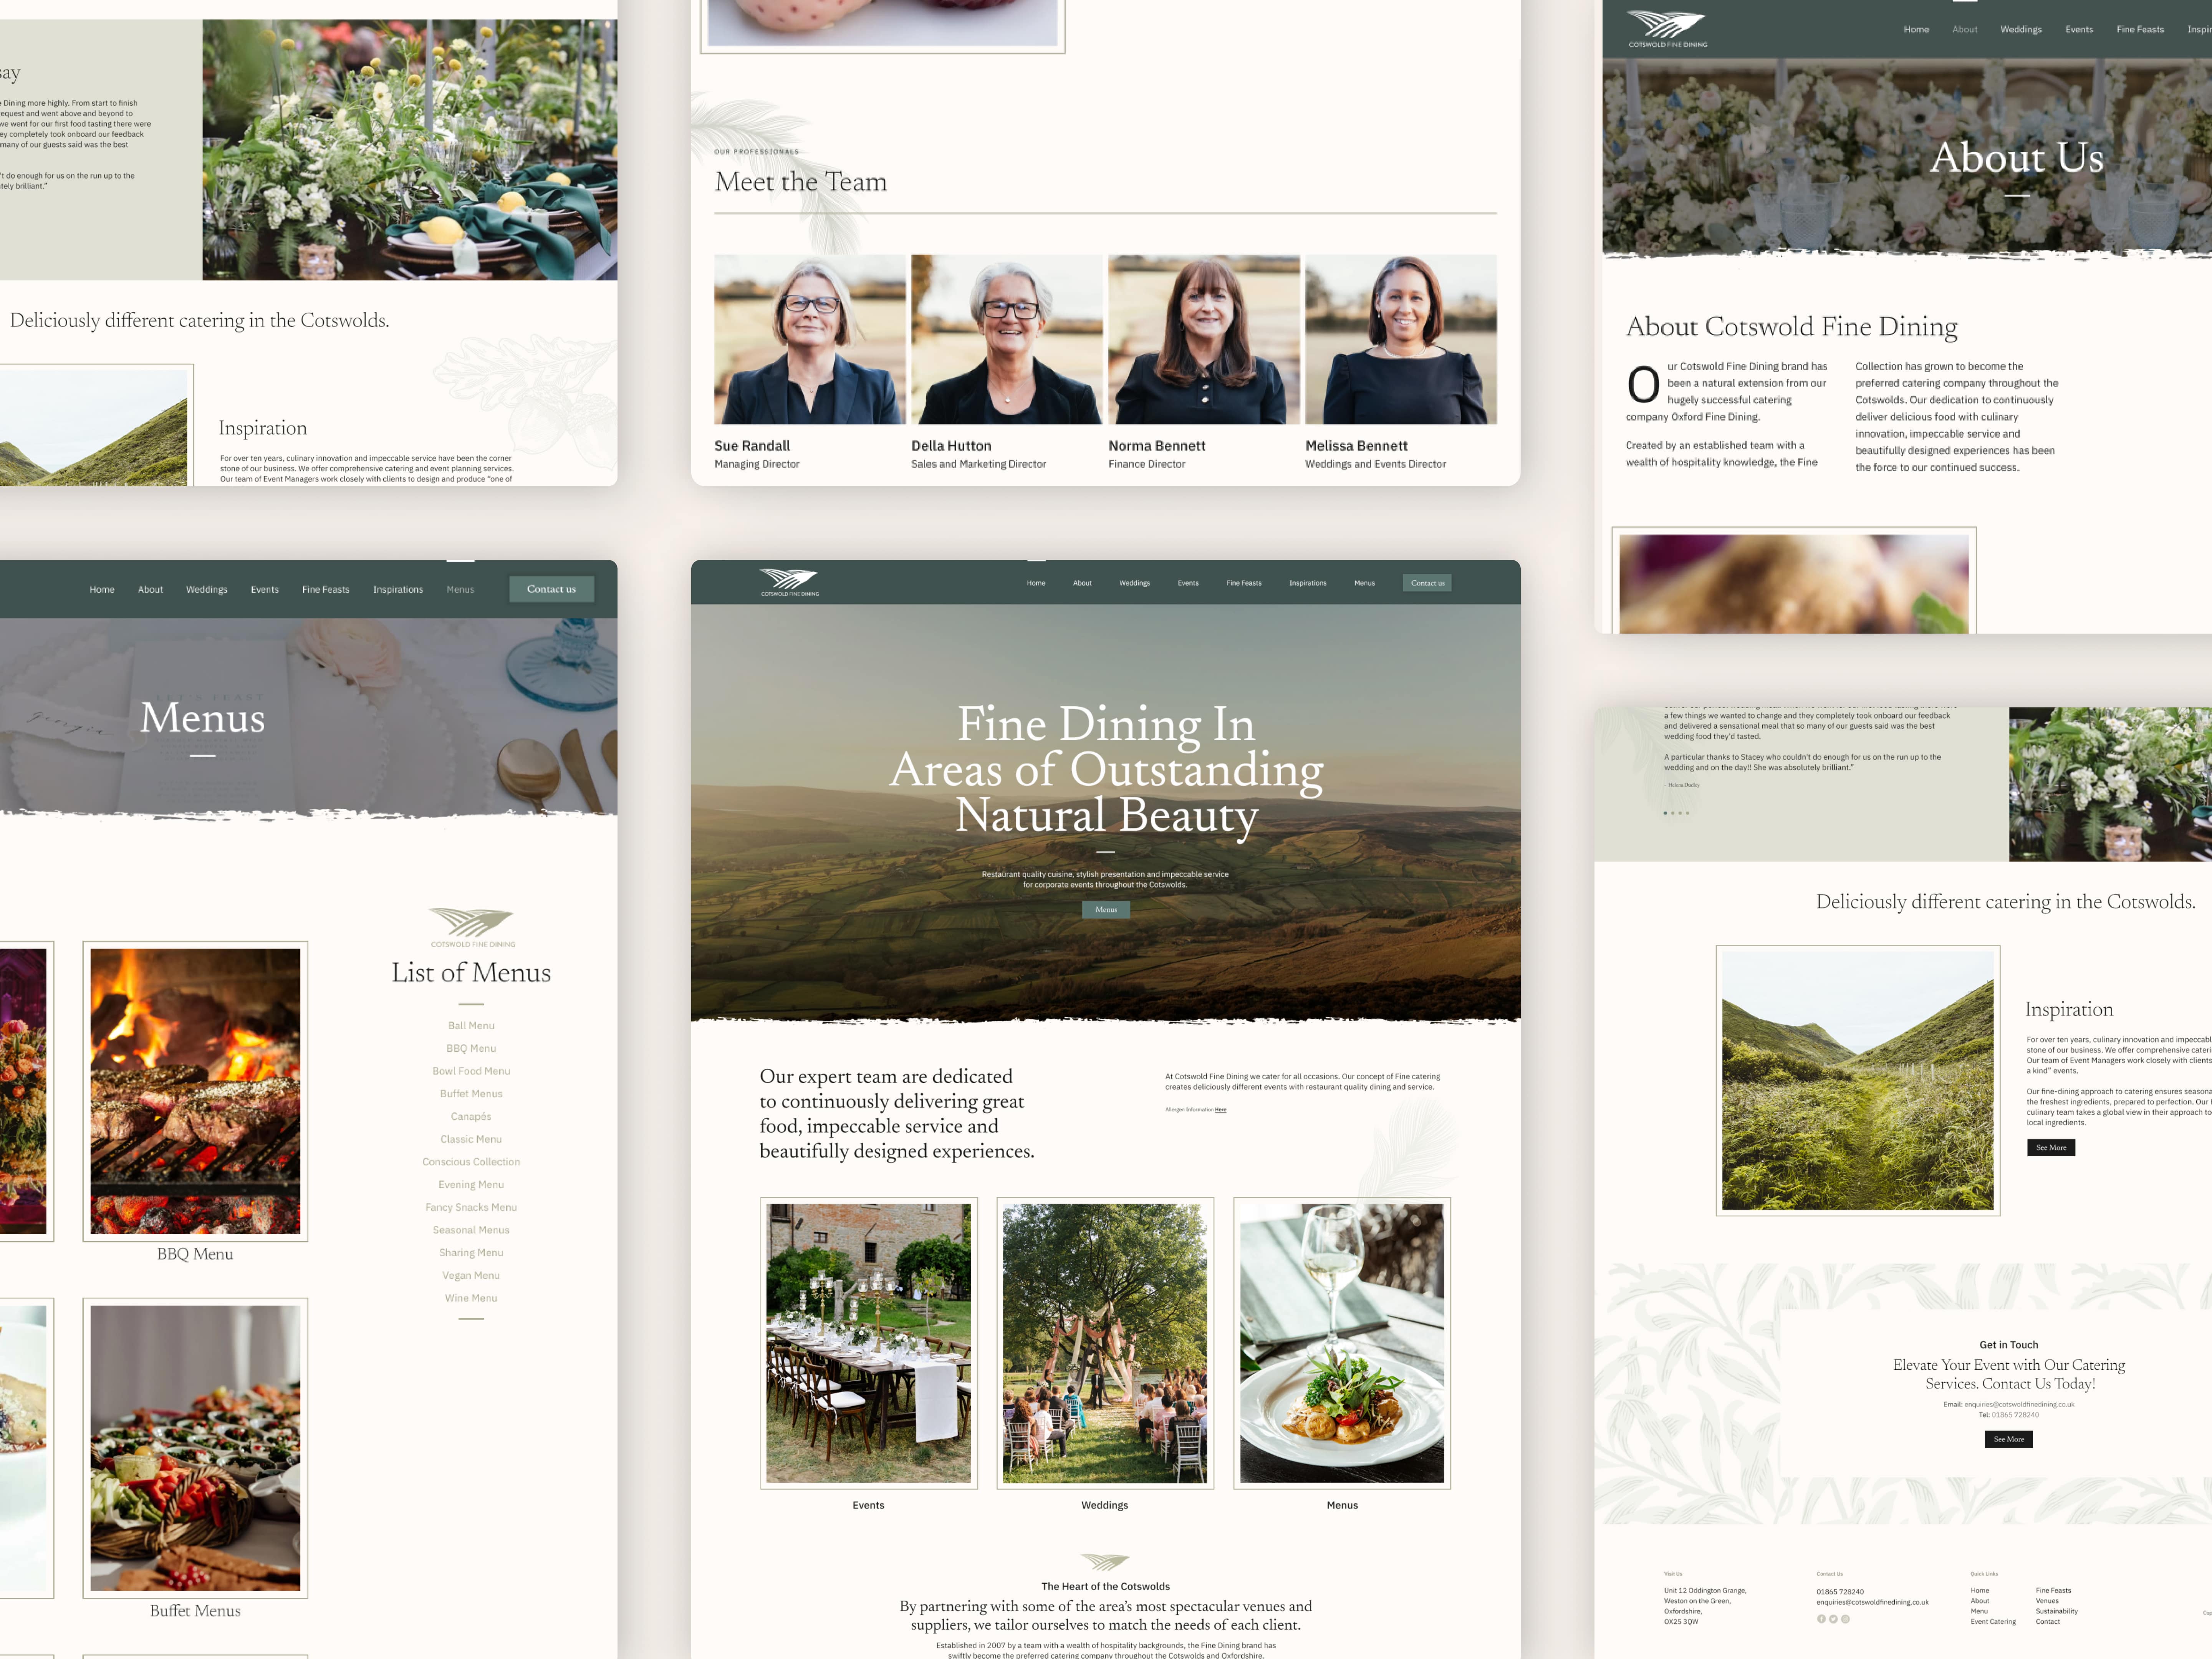 say
Dining more highly. From start to finish
request and went above and beyond to
we went for our first food tasting there were
ey completely took onboard our feedback
many of our guests said was the best
't do enough for us on the run up to the
tely brilliant."
Deliciously different catering in the Cotswolds.
Inspiration
For over ten years, culinary innovation and impeccable service have been the corner
stone of our business. We offer comprehensive catering and event planning services.
Our team of Event Managers work closely with clients to design and produce "one of
OUR PROFESSIONALS
Meet the Team
Sue Randall
Managing Director
Della Hutton
Sales and Marketing Director
Norma Bennett
Finance Director
Melissa Bennett
Weddings and Events Director
COTSWOLD FINE DINING
Home About Weddings Events Fine Feasts Inspir
About Us
About Cotswold Fine Dining
Our Cotswold Fine Dining brand has
been a natural extension from our
hugely successful catering
company Oxford Fine Dining.
Created by an established team with a
wealth of hospitality knowledge, the Fine
Collection has grown to become the
preferred catering company throughout the
Cotswolds. Our dedication to continuously
deliver delicious food with culinary
innovation, impeccable service and
beautifully designed experiences has been
the force to our continued success.
Home About Weddings Events Fine Feasts Inspirations Menus Contact us
LET'S FEAST
georgia
Menus
COTSWOLD FINE DINING
List of Menus
Ball Menu
BBQ Menu
Bowl Food Menu
Buffet Menus
Canapés
Classic Menu
Conscious Collection
Evening Menu
Fancy Snacks Menu
Seasonal Menus
Sharing Menu
Vegan Menu
Wine Menu
BBQ Menu
Buffet Menus
COTSWOLD FINE DINING
Home About Weddings Events Fine Feasts Inspirations Menus Contact us
Fine Dining In
Areas of Outstanding
Natural Beauty
Restaurant quality cuisine, stylish presentation and impeccable service
for corporate events throughout the Cotswolds.
Menus
Our expert team are dedicated
to continuously delivering great
food, impeccable service and
beautifully designed experiences.
At Cotswold Fine Dining we cater for all occasions. Our concept of Fine catering
creates deliciously different events with restaurant quality dining and service.
Allergen Information Here
Events
Weddings
Menus
The Heart of the Cotswolds
By partnering with some of the area's most spectacular venues and
suppliers, we tailor ourselves to match the needs of each client.
Established in 2007 by a team with a wealth of hospitality backgrounds, the Fine Dining brand has
swiftly become the preferred catering company throughout the Cotswolds and Oxfordshire.
a few things we wanted to change and they completely took onboard our feedback
and delivered a sensational meal that so many of our guests said was the best
wedding food they'd tasted.
A particular thanks to Stacey who couldn't do enough for us on the run up to the
wedding and on the day!! She was absolutely brilliant."
- Helena Dudley
Deliciously different catering in the Cotswolds.
Inspiration
For over ten years, culinary innovation and impeccabl
stone of our business. We offer comprehensive cateri
Our team of Event Managers work closely with clients
a kind" events.
Our fine-dining approach to catering ensures seasona
the freshest ingredients, prepared to perfection. Our
culinary team takes a global view in their approach to
local ingredients.
See More
Get in Touch
Elevate Your Event with Our Catering
Services. Contact Us Today!
Email: enquiries@cotswoldfinedining.co.uk
Tel: 01865 728240
See More
Visit Us
Unit 12 Oddington Grange,
Weston on the Green,
Oxfordshire,
OX25 3QW
Contact Us
01865 728240
enquiries@cotswoldfinedining.co.uk
Quick Links
Home
About
Menu
Event Catering
Fine Feasts
Venues
Sustainability
Contact